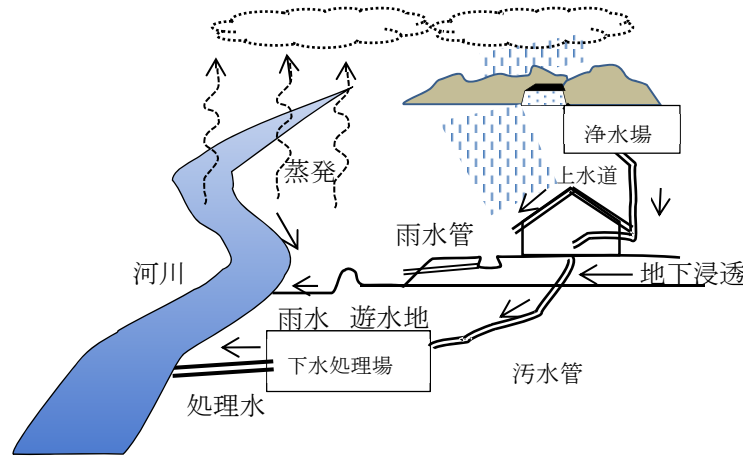 浄水場
蒸発
上水道
雨水管
河川
地下浸透
雨水
遊水地
下水処理場
汚水管
処理水